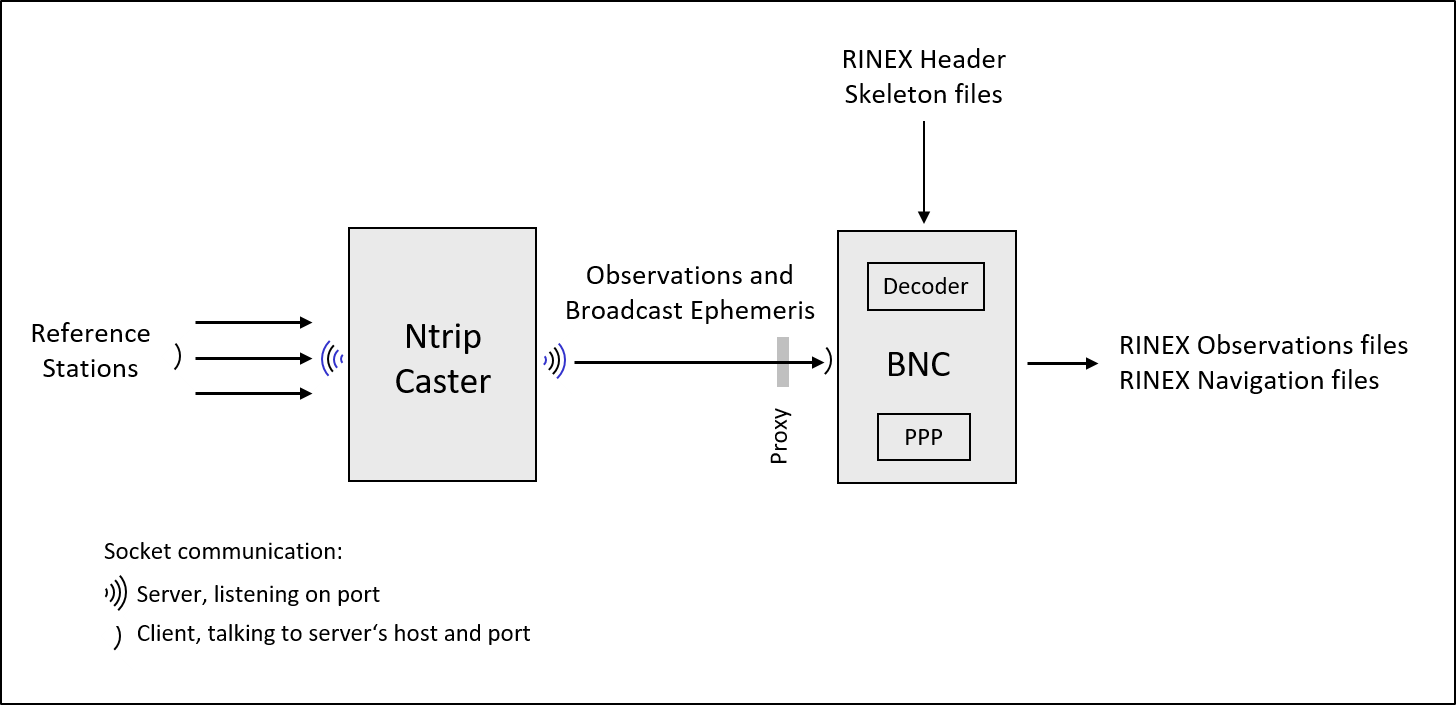 RINEX Header
Skeleton files
Reference
Stations
Ntrip
Caster
Observations and
Broadcast Ephemeris
Proxy
Decoder
BNC
PPP
RINEX Observations files
RINEX Navigation files
Socket communication:
Server, listening on port
Client, talking to server‘s host and port